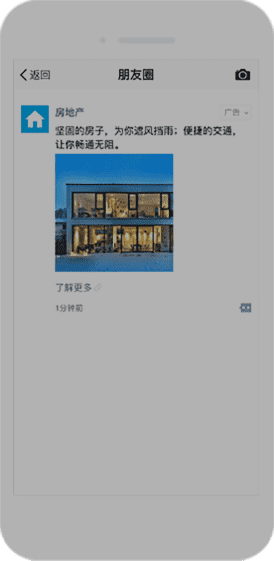 返回
朋友圈
房地产
广告
坚固的房子，为你遮风挡雨；便捷的交通，
让你畅通无阻。
了解更多
1分钟前